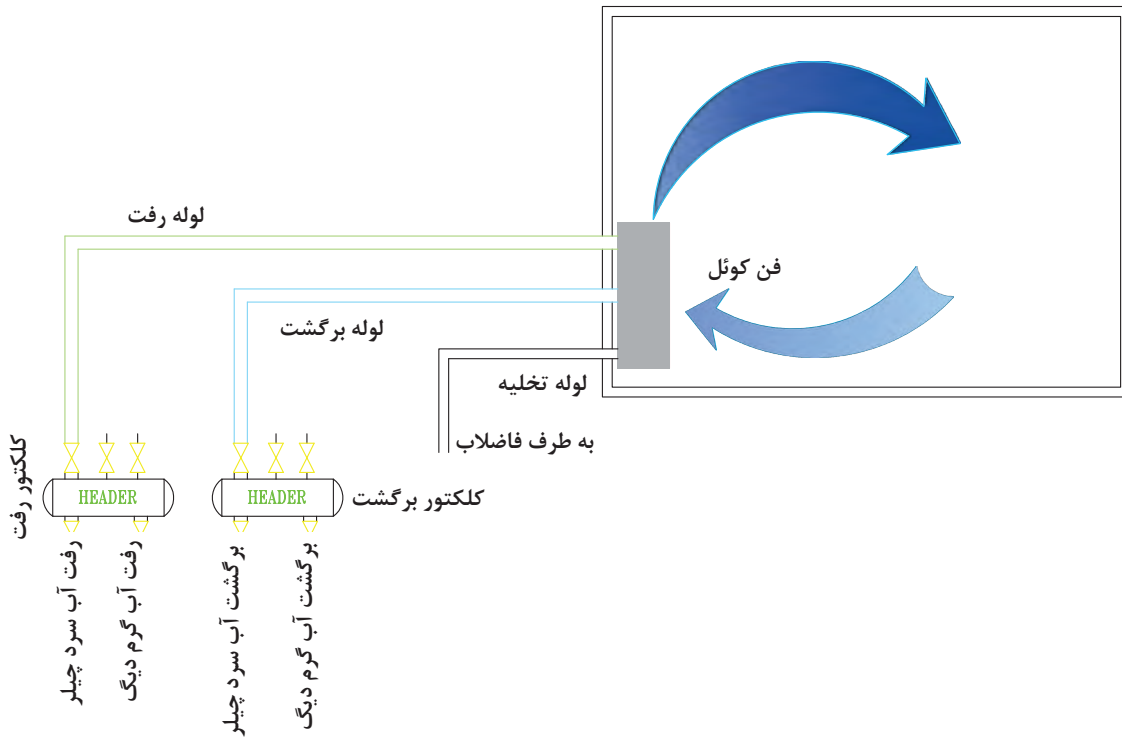 لوله رفت
فن کوئل
لوله برگشت
لوله تخلیه
به طرف فاضلاب
کلکتور رفت
HEADER
HEADER
کلکتور برگشت
رفت آب سرد چیلر
رفت آب گرم دیگ
برگشت آب سرد چیلر
برگشت آب گرم دیگ